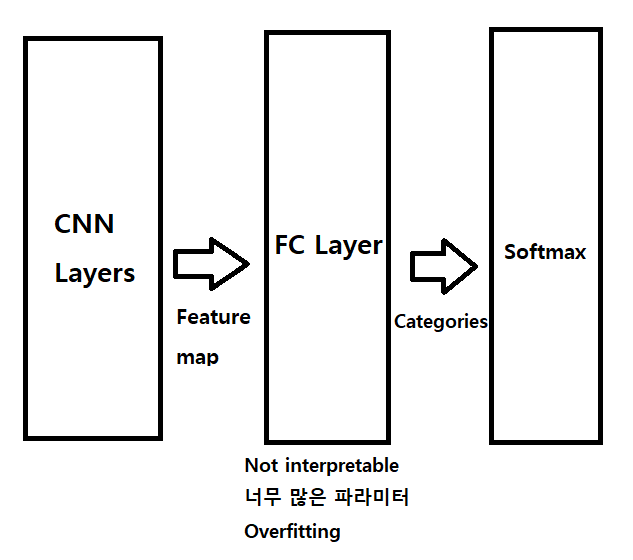 CNN
Layers
Feature
map
FC Layer
Categories
Softmax
Not interpretable
너무 많은 파라미터
Overfitting